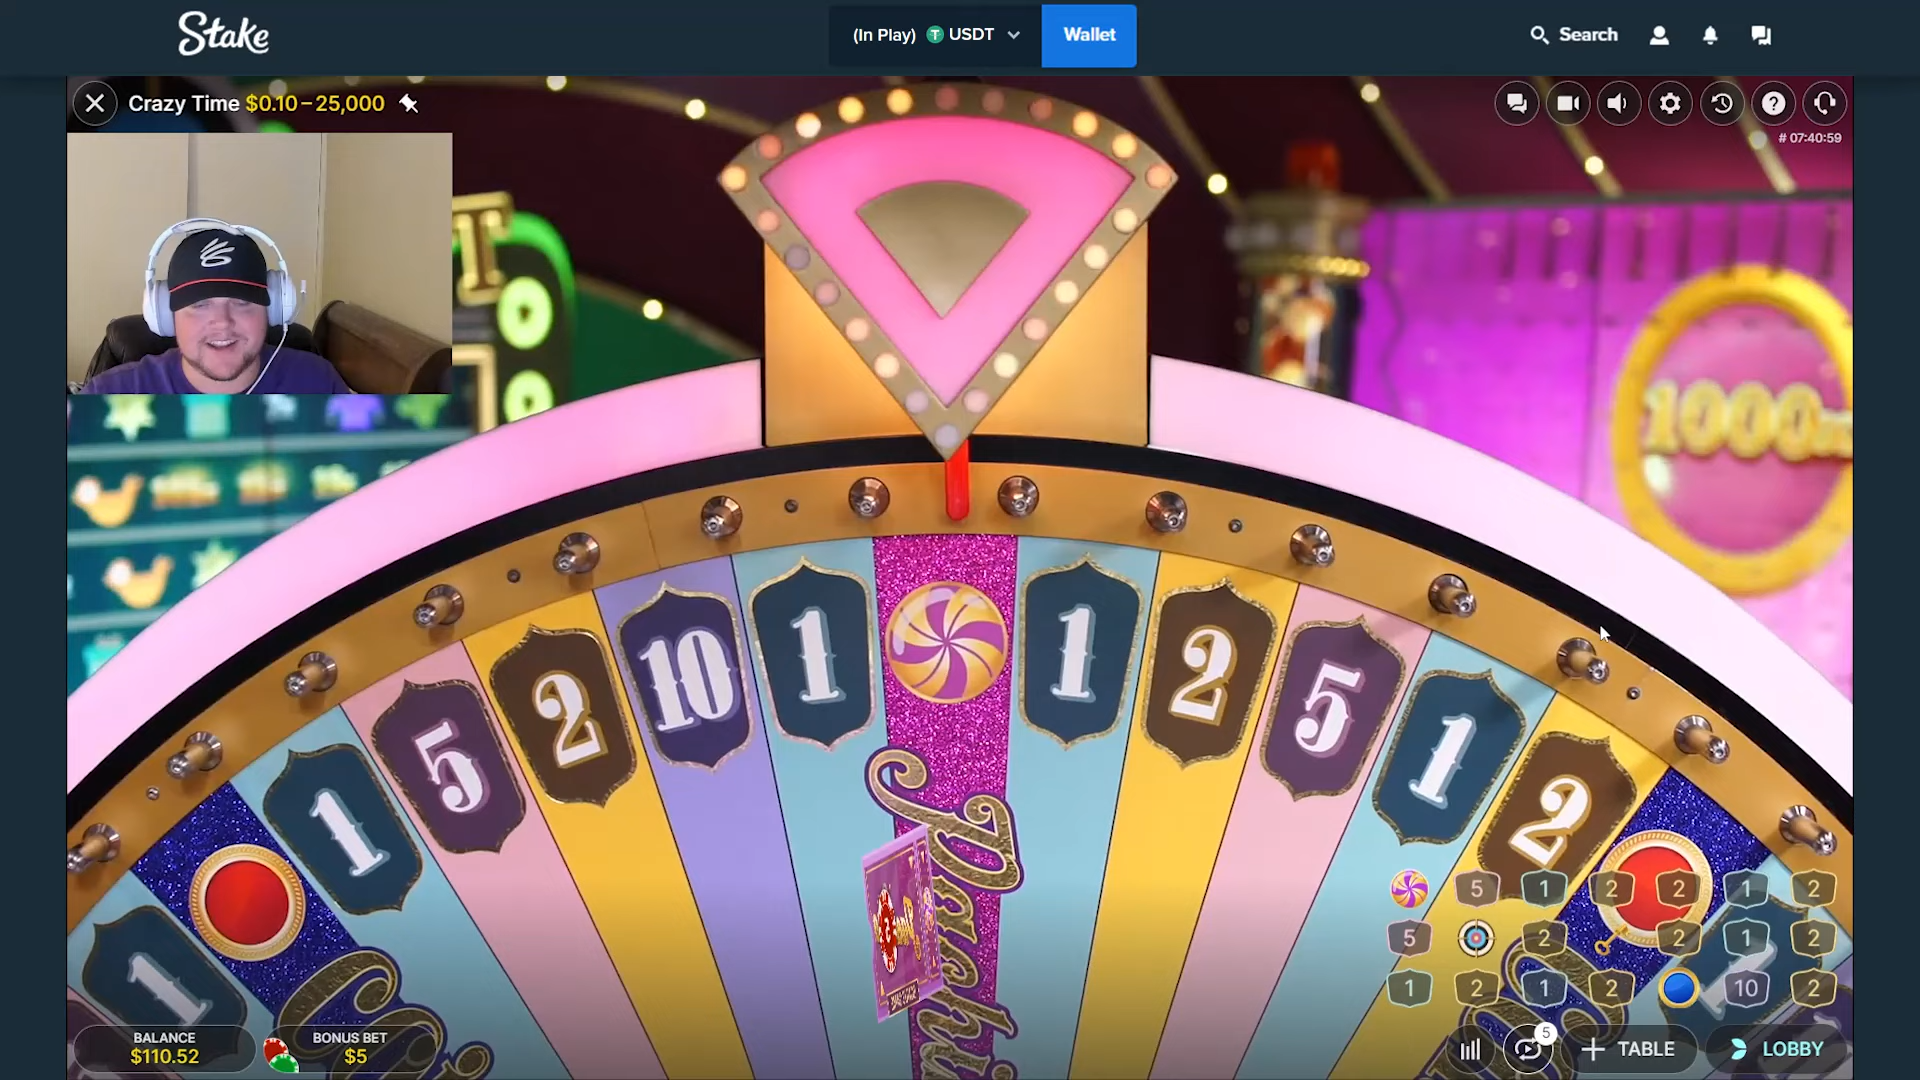 Stake
(In Play) USDT
Wallet
Search
Crazy Time $0.10 – 25,000
# 07:40:59
T
1000
1 1 5 2 10 1 1 2 5 1 2
Pachi
5 1 2 2 1 2
5 2 2 1 2
1 2 1 2 10 2
BALANCE
$110.52
BONUS BET
$5
5
TABLE
LOBBY